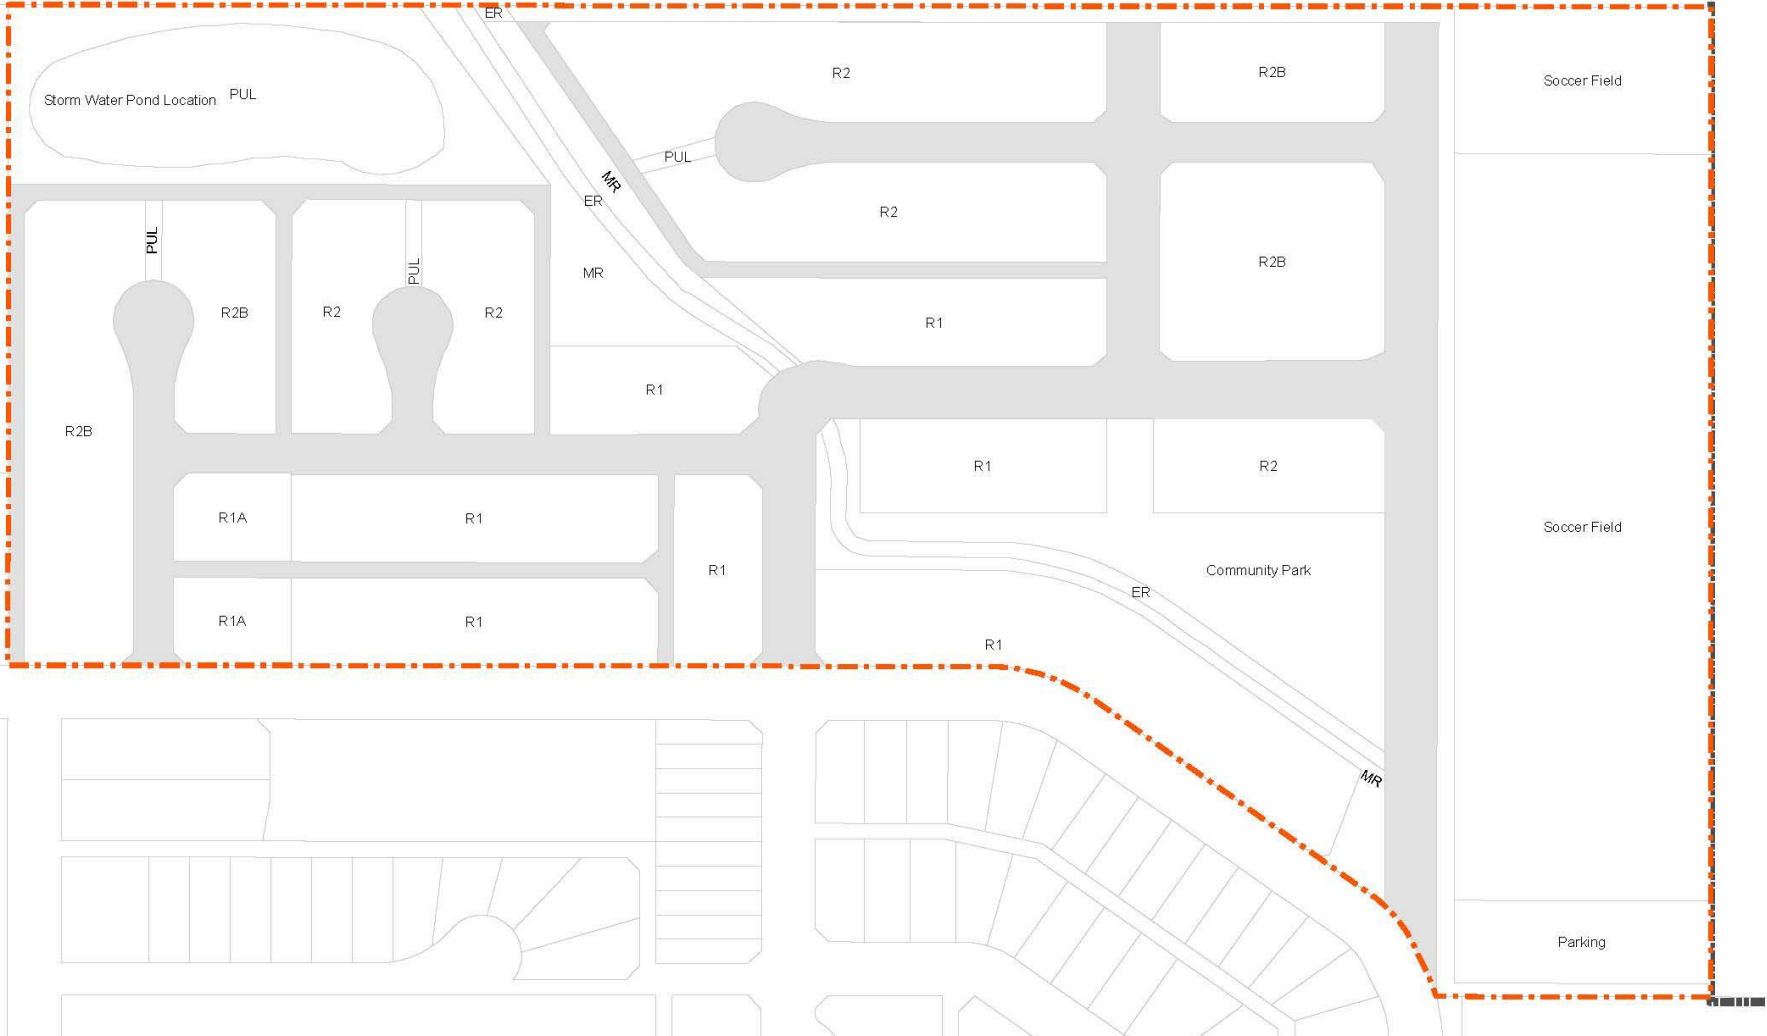 ER
R2
R2B
Soccer Field
Storm Water Pond Location
PUL
PUL
MR
ER
R2
PUL
PUL
MR
R2B
R2B
R2
R2
R1
R1
R2B
R1
R2
R1A
R1
Soccer Field
R1
Community Park
ER
R1A
R1
R1
MR
Parking